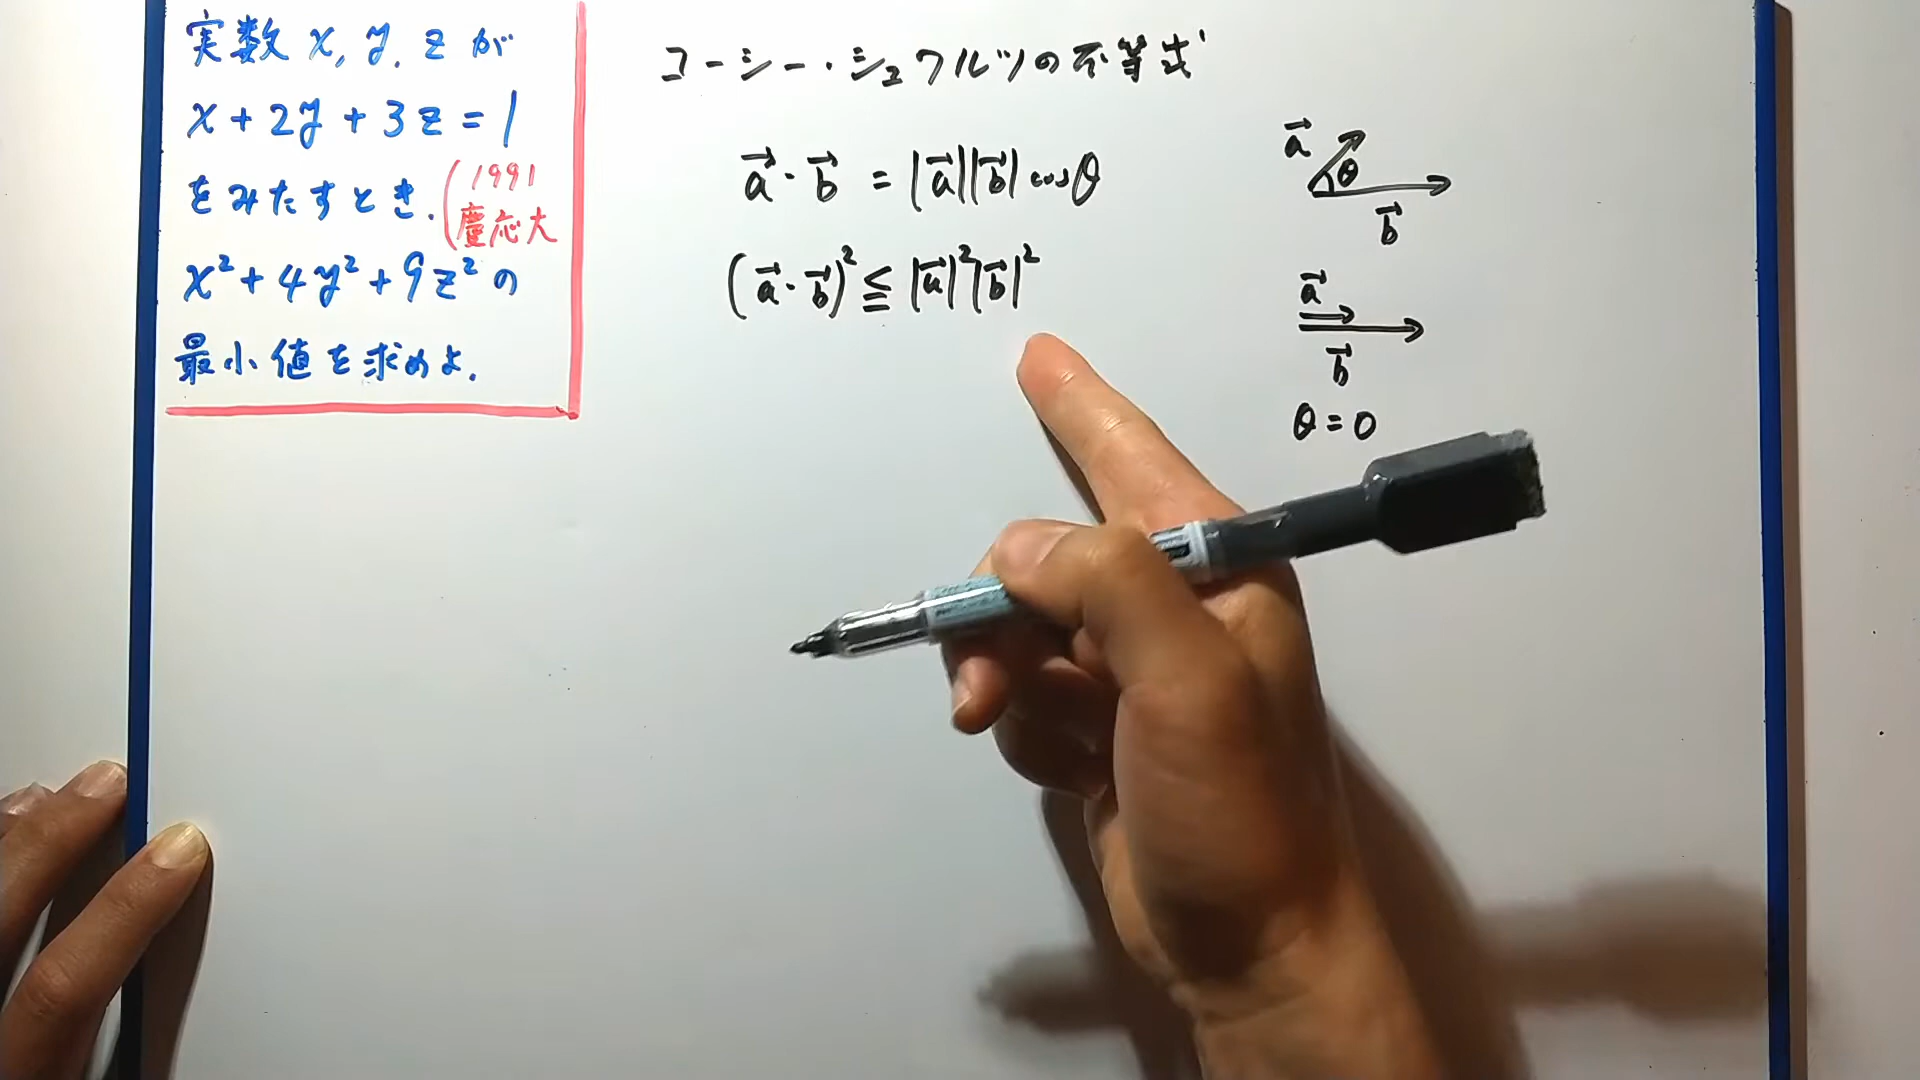 実数 x, y, z が
x + 2y + 3z = 1
をみたすとき.
(1991
慶応大
x² + 4y² + 9z² の
最小値を求めよ.
コーシー・シュワルツの不等式
a⃗・b⃗ = |a⃗||b⃗| cosθ
(a⃗・b⃗)² ≦ |a⃗|²|b⃗|²
a⃗
θ
b⃗
a⃗
b⃗
θ = 0